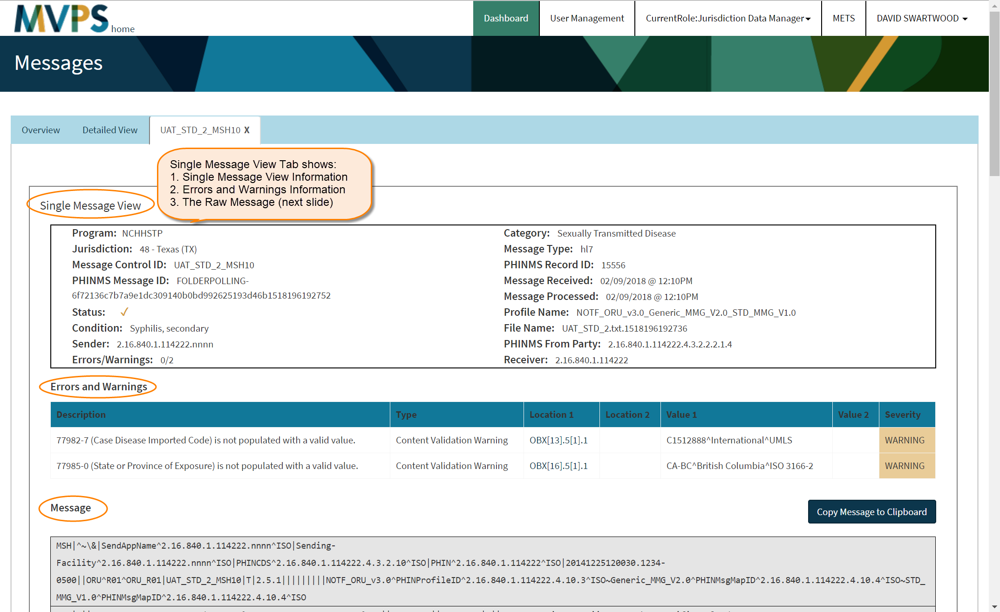 MVPS home
Dashboard
User Management
CurrentRole:Jurisdiction Data Manager
METS
DAVID SWARTWOOD
Messages
Overview
Detailed View
UAT_STD_2_MSH10 X
Single Message View Tab shows:
1. Single Message View Information
2. Errors and Warnings Information
3. The Raw Message (next slide)
Single Message View
Program: NCHHSTP
Jurisdiction: 48 - Texas (TX)
Message Control ID: UAT_STD_2_MSH10
PHINMS Message ID: FOLDERPOLLING-
6f72136c7b7a9e1dc309140b0bd992625193d46b1518196192752
Status: ✓
Condition: Syphilis, secondary
Sender: 2.16.840.1.114222.nnnn
Errors/Warnings: 0/2
Category: Sexually Transmitted Disease
Message Type: hl7
PHINMS Record ID: 15556
Message Received: 02/09/2018 @ 12:10PM
Message Processed: 02/09/2018 @ 12:10PM
Profile Name: NOTF_ORU_v3.0_Generic_MMG_V2.0_STD_MMG_V1.0
File Name: UAT_STD_2.txt.1518196192736
PHINMS From Party: 2.16.840.1.114222.4.3.2.2.2.1.4
Receiver: 2.16.840.1.114222
Errors and Warnings
Description Type Location 1 Location 2 Value 1 Value 2 Severity
77982-7 (Case Disease Imported Code) is not populated with a valid value. Content Validation Warning OBX[13].5[1].1 C1512888^International^UMLS WARNING
77985-0 (State or Province of Exposure) is not populated with a valid value. Content Validation Warning OBX[16].5[1].1 CA-BC^British Columbia^ISO 3166-2 WARNING
Message
Copy Message to Clipboard
MSH|^~\&|SendAppName^2.16.840.1.114222.nnnn^ISO|Sending-
Facility^2.16.840.1.114222.nnnn^ISO|PHINCDS^2.16.840.1.114222.4.3.2.10^ISO|PHIN^2.16.840.1.114222^ISO|20141225120030.1234-
0500||ORU^R01^ORU_R01|UAT_STD_2_MSH10|T|2.5.1|||||||||NOTF_ORU_v3.0^PHINProfileID^2.16.840.1.114222.4.10.3^ISO~Generic_MMG_V2.0^PHINMsgMapID^2.16.840.1.114222.4.10.4^ISO~STD_
MMG_V1.0^PHINMsgMapID^2.16.840.1.114222.4.10.4^ISO